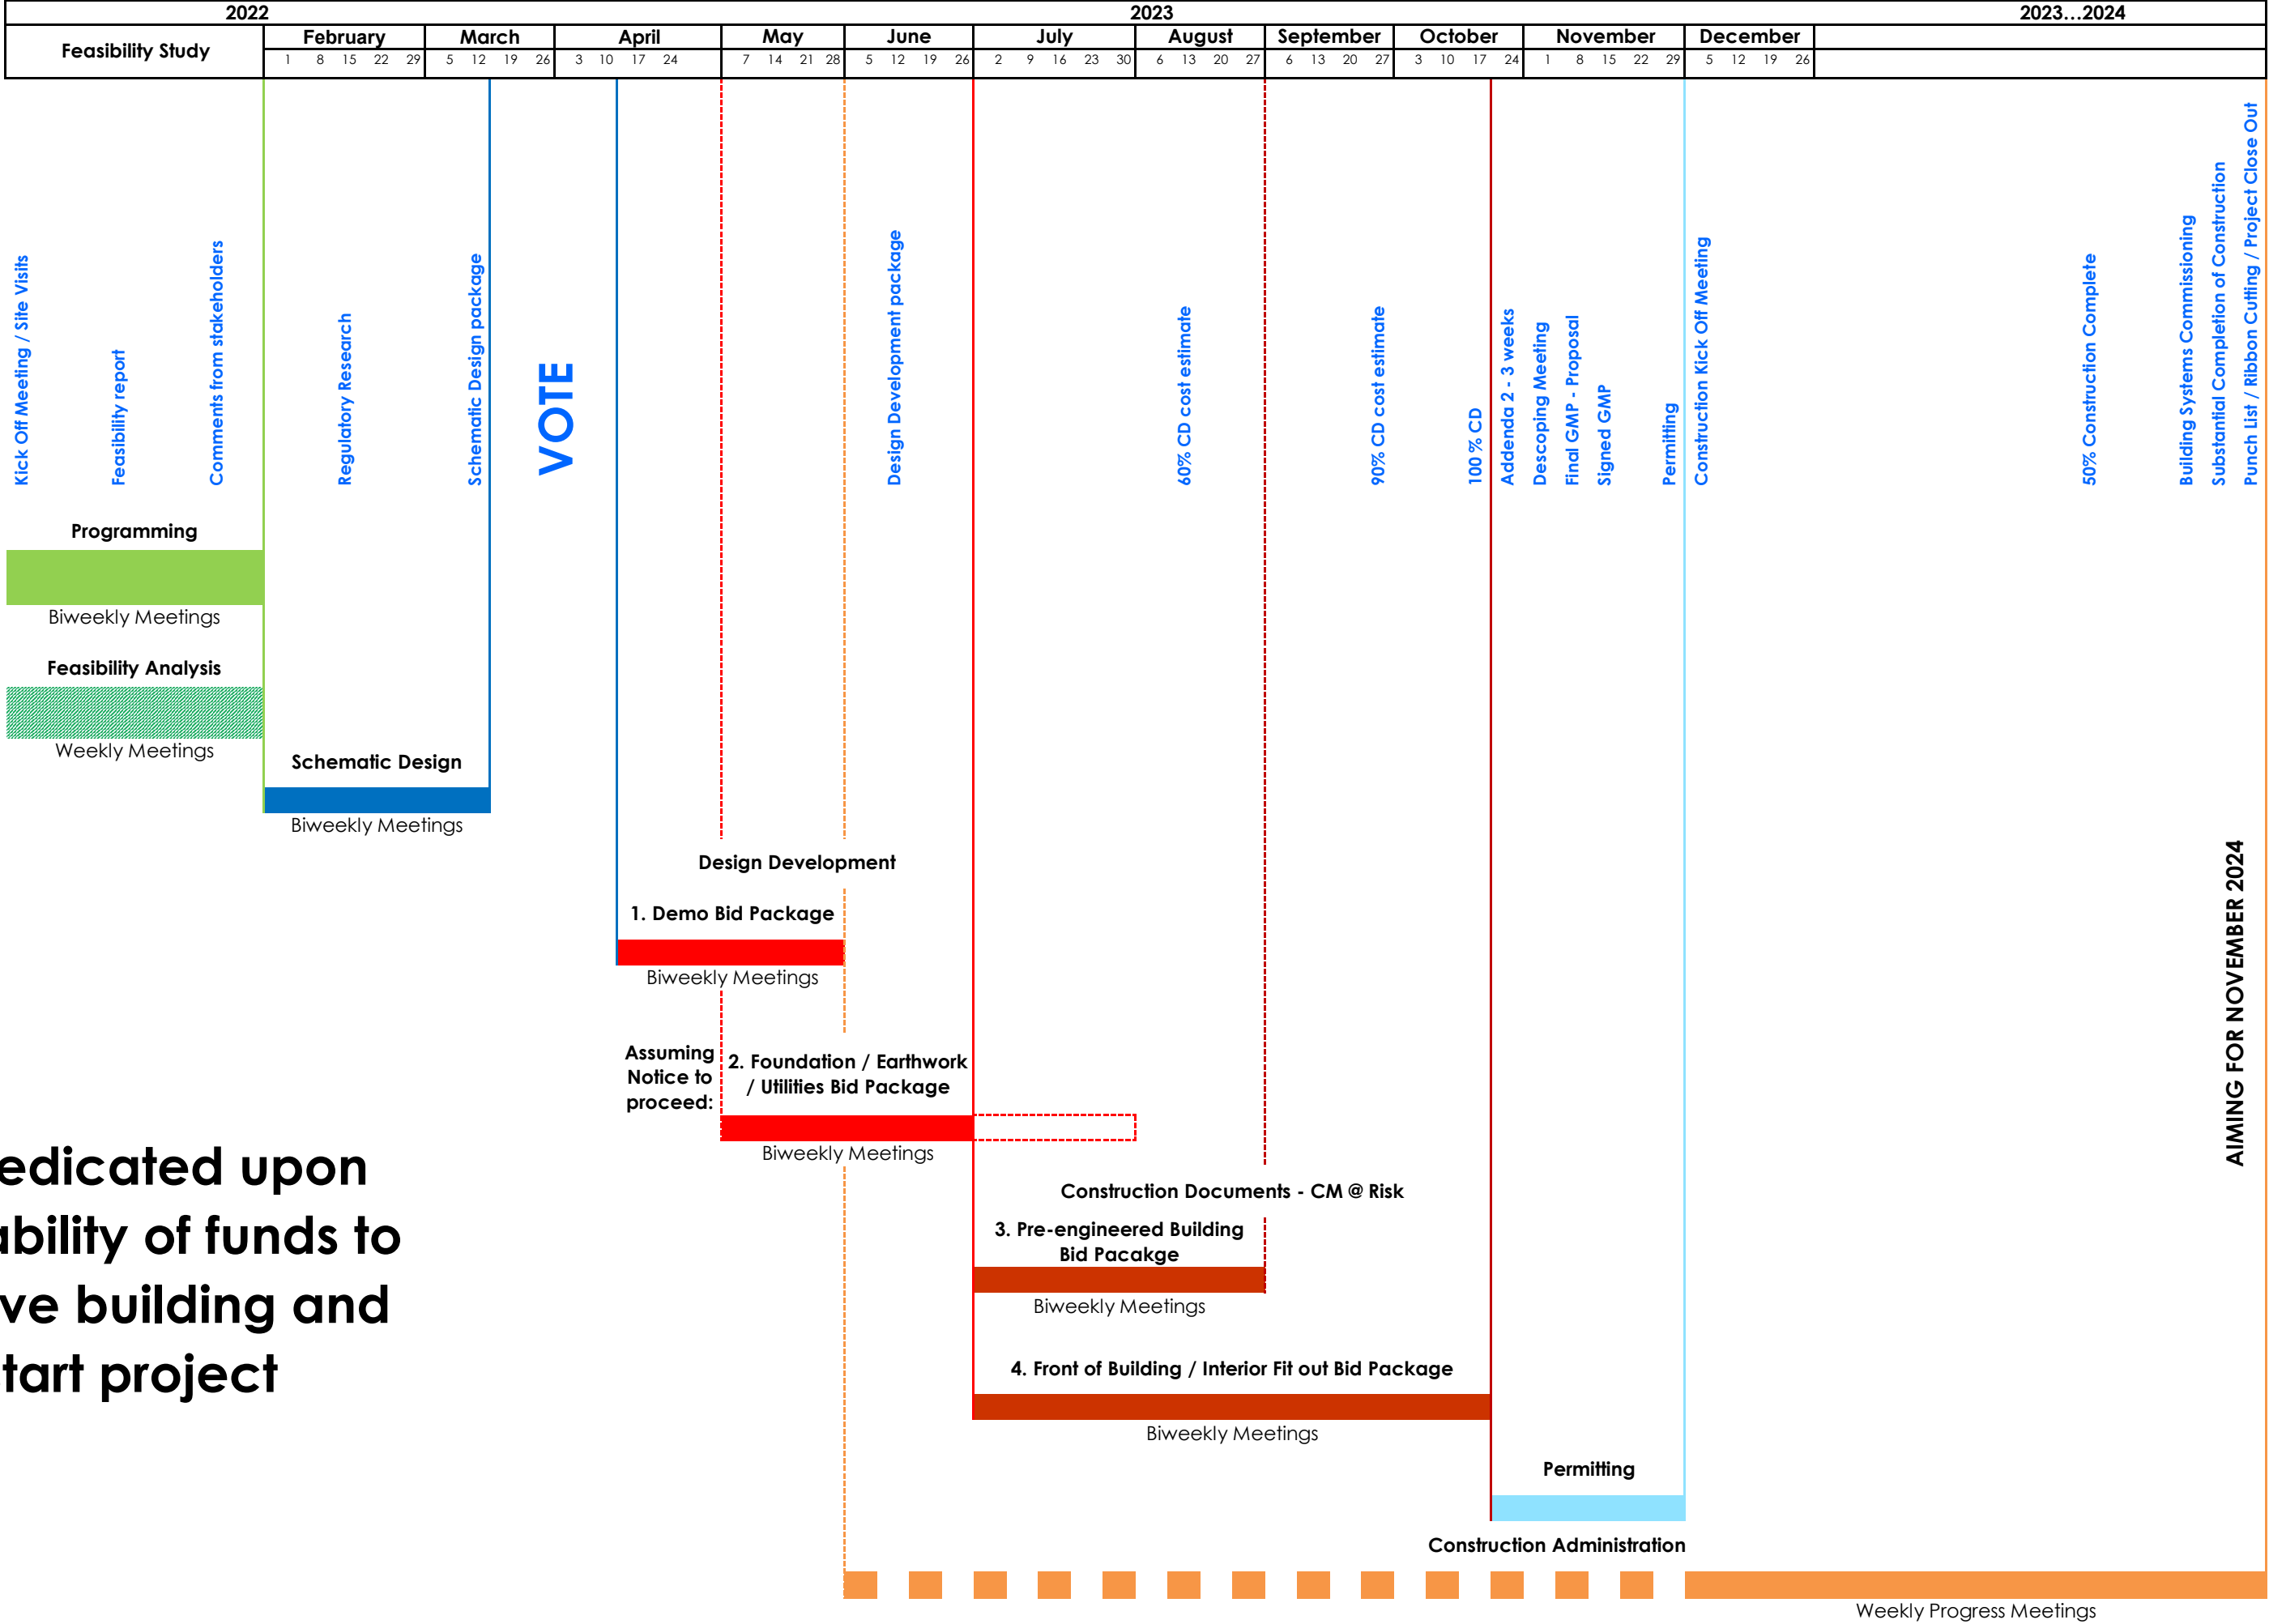 2022 2023 2023...2024
Feasibility Study February March April May June July August September October November December
1 8 15 22 29 5 12 19 26 3 10 17 24 7 14 21 28 5 12 19 26 2 9 16 23 30 6 13 20 27 6 13 20 27 3 10 17 24 1 8 15 22 29 5 12 19 26
Kick Off Meeting / Site Visits
Feasibility report
Comments from stakeholders
Regulatory Research
Schematic Design package
VOTE
Design Development package
60% CD cost estimate
90% CD cost estimate
100 % CD
Addenda 2 - 3 weeks
Descoping Meeting
Final GMP - Proposal
Signed GMP
Permitting
Construction Kick Off Meeting
50% Construction Complete
Building Systems Commissioning
Substantial Completion of Construction
Punch List / Ribbon Cutting / Project Close Out
Programming
Biweekly Meetings
Feasibility Analysis
Weekly Meetings
Schematic Design
Biweekly Meetings
Design Development
1. Demo Bid Package
Biweekly Meetings
Assuming
Notice to
proceed:
2. Foundation / Earthwork
/ Utilities Bid Package
Biweekly Meetings
AIMING FOR NOVEMBER 2024
edicated upon
ability of funds to
ve building and
tart project
Construction Documents - CM @ Risk
3. Pre-engineered Building
Bid Pacakge
Biweekly Meetings
4. Front of Building / Interior Fit out Bid Package
Biweekly Meetings
Permitting
Construction Administration
Weekly Progress Meetings